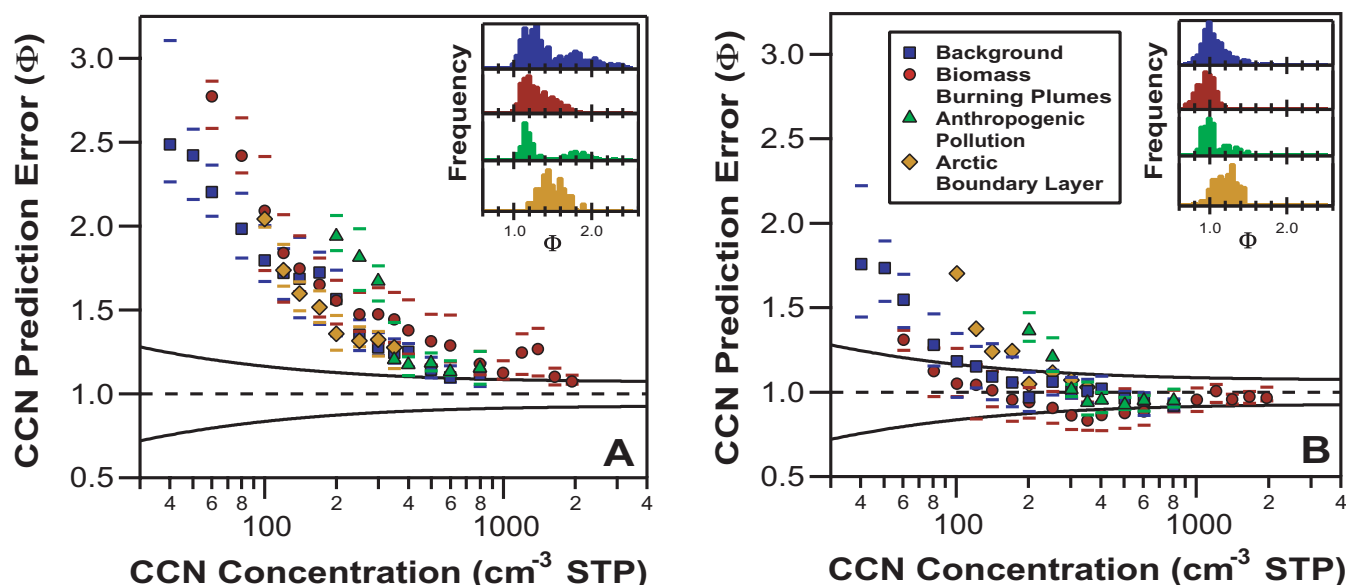 CCN Prediction Error (Φ)
3.0
2.5
2.0
1.5
1.0
0.5
Frequency
1.0
2.0
Φ
A
4
6
8
2
4
6
8
2
4
100
1000
CCN Concentration (cm⁻³ STP)
CCN Prediction Error (Φ)
3.0
2.5
2.0
1.5
1.0
0.5
Background
Biomass
Burning Plumes
Anthropogenic
Pollution
Arctic
Boundary Layer
Frequency
1.0
2.0
Φ
B
4
6
8
2
4
6
8
2
4
100
1000
CCN Concentration (cm⁻³ STP)